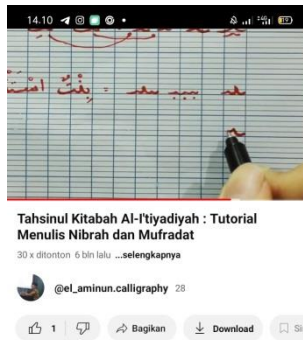 14.10
بِنْتٌ
Tahsinul Kitabah Al-I'tiyadiyah : Tutorial
Menulis Nibrah dan Mufradat
30 x ditonton 6 bln lalu ...selengkapnya
@el_aminun.calligraphy 28
1 Bagikan Download